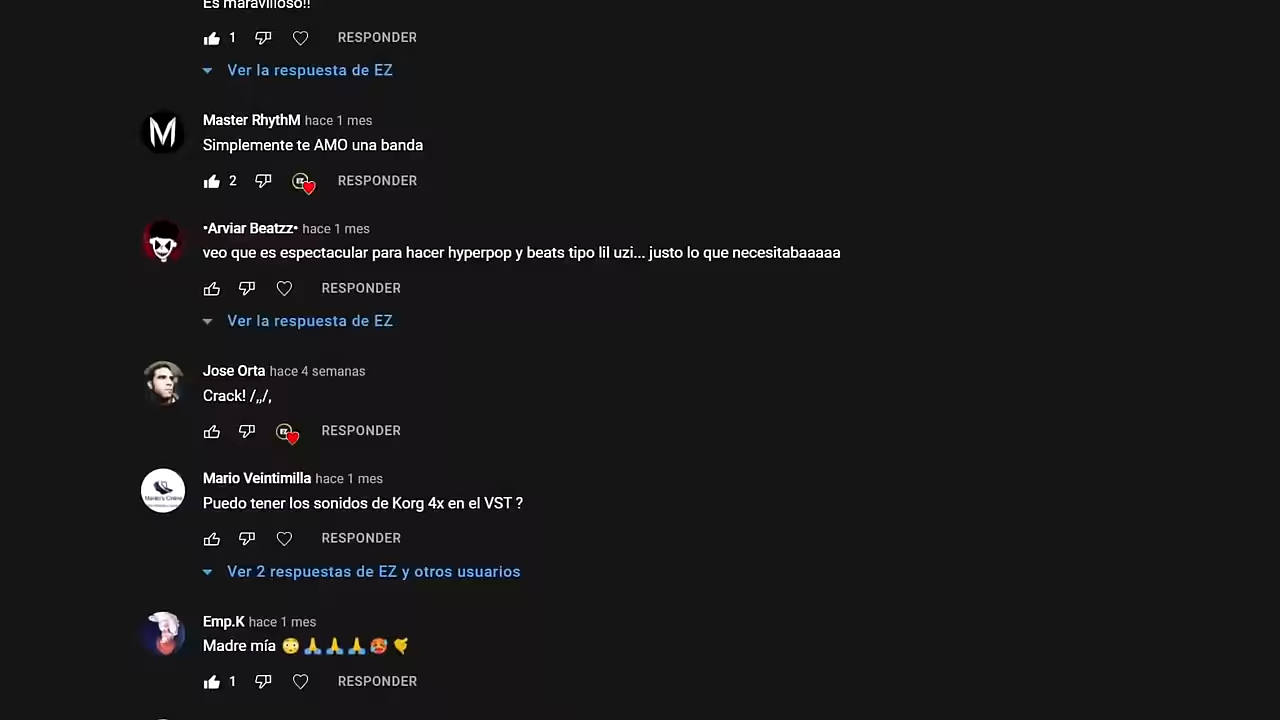 Es maravilloso!!
1 RESPONDER
Ver la respuesta de EZ
Master RhythM hace 1 mes
Simplemente te AMO una banda
2 RESPONDER
•Arviar Beatzz• hace 1 mes
veo que es espectacular para hacer hyperpop y beats tipo lil uzi... justo lo que necesitabaaaaa
RESPONDER
Ver la respuesta de EZ
Jose Orta hace 4 semanas
Crack! /,,/,
RESPONDER
Mario Veintimilla hace 1 mes
Puedo tener los sonidos de Korg 4x en el VST ?
RESPONDER
Ver 2 respuestas de EZ y otros usuarios
Emp.K hace 1 mes
Madre mía 😳🙏🙏🙏🥵🤙
1 RESPONDER